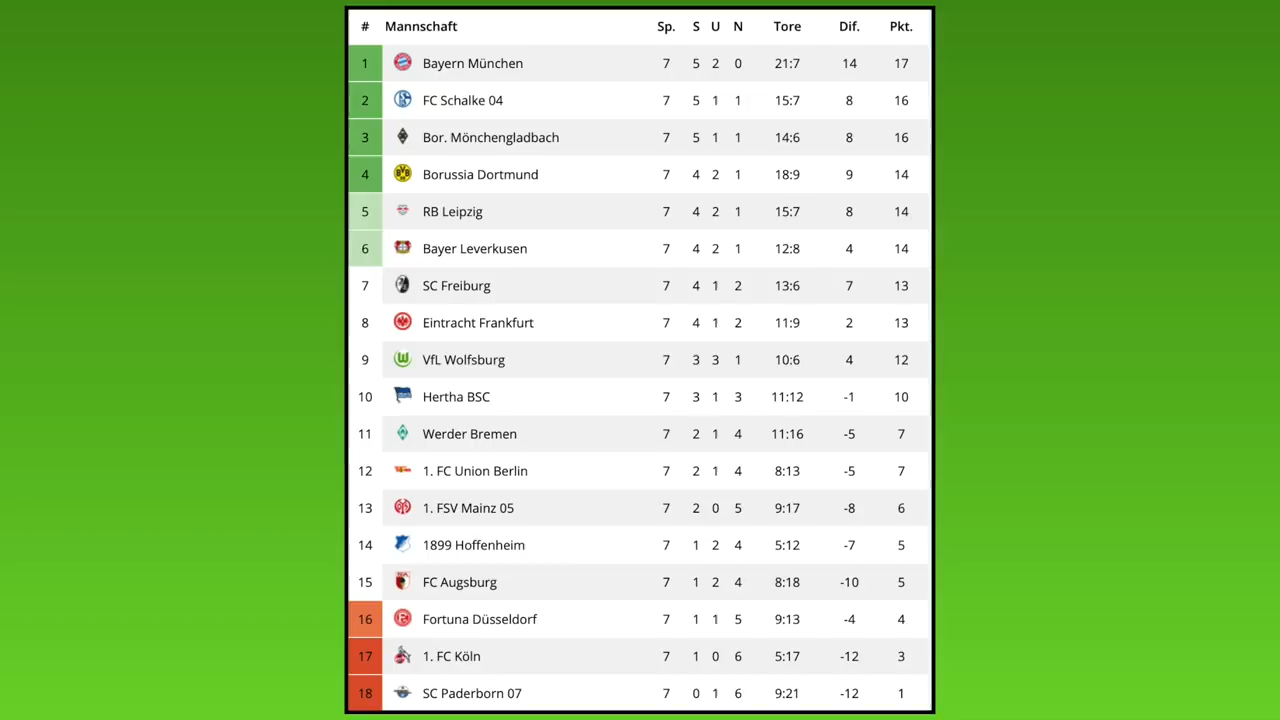 # Mannschaft Sp. S U N Tore Dif. Pkt.
1 Bayern München 7 5 2 0 21:7 14 17
2 FC Schalke 04 7 5 1 1 15:7 8 16
3 Bor. Mönchengladbach 7 5 1 1 14:6 8 16
4 Borussia Dortmund 7 4 2 1 18:9 9 14
5 RB Leipzig 7 4 2 1 15:7 8 14
6 Bayer Leverkusen 7 4 2 1 12:8 4 14
7 SC Freiburg 7 4 1 2 13:6 7 13
8 Eintracht Frankfurt 7 4 1 2 11:9 2 13
9 VfL Wolfsburg 7 3 3 1 10:6 4 12
10 Hertha BSC 7 3 1 3 11:12 -1 10
11 Werder Bremen 7 2 1 4 11:16 -5 7
12 1. FC Union Berlin 7 2 1 4 8:13 -5 7
13 1. FSV Mainz 05 7 2 0 5 9:17 -8 6
14 1899 Hoffenheim 7 1 2 4 5:12 -7 5
15 FC Augsburg 7 1 2 4 8:18 -10 5
16 Fortuna Düsseldorf 7 1 1 5 9:13 -4 4
17 1. FC Köln 7 1 0 6 5:17 -12 3
18 SC Paderborn 07 7 0 1 6 9:21 -12 1